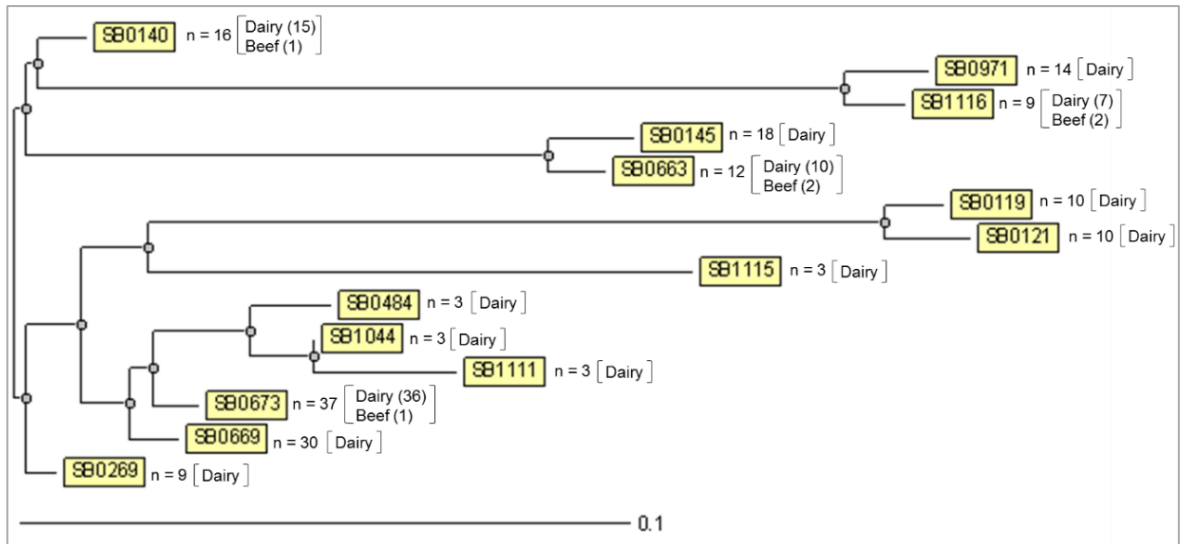 SB0140 n = 16 [Dairy (15)
Beef (1)]
SB0971 n = 14 [Dairy]
SB1116 n = 9 [Dairy (7)
Beef (2)]
SB0145 n = 18 [Dairy]
SB0663 n = 12 [Dairy (10)
Beef (2)]
SB0119 n = 10 [Dairy]
SB0121 n = 10 [Dairy]
SB1115 n = 3 [Dairy]
SB0484 n = 3 [Dairy]
SB1044 n = 3 [Dairy]
SB1111 n = 3 [Dairy]
SB0673 n = 37 [Dairy (36)
Beef (1)]
SB0669 n = 30 [Dairy]
SB0269 n = 9 [Dairy]
0.1